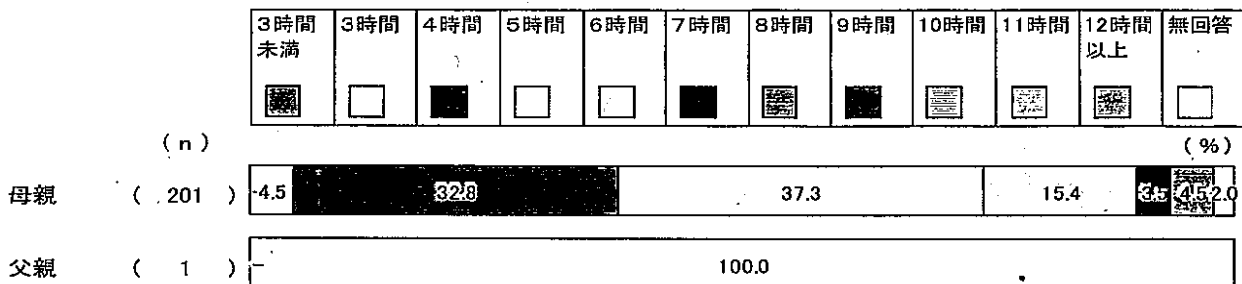 3時間未満 3時間 4時間 5時間 6時間 7時間 8時間 9時間 10時間 11時間 12時間以上 無回答
(n) (%)
母親 ( 201 ) 4.5 32.8 37.3 15.4 3.5 4.5 2.0
父親 ( 1 ) - 100.0